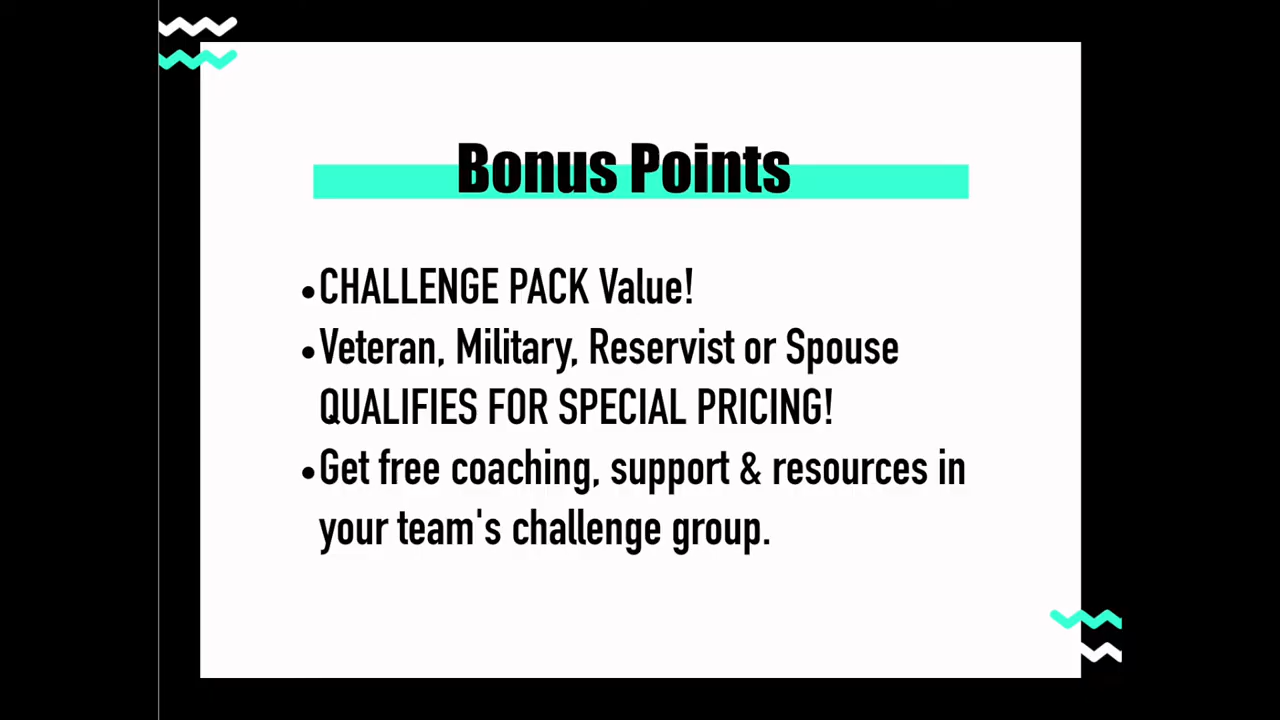 Bonus Points
•CHALLENGE PACK Value!
•Veteran, Military, Reservist or Spouse
QUALIFIES FOR SPECIAL PRICING!
•Get free coaching, support & resources in
your team's challenge group.